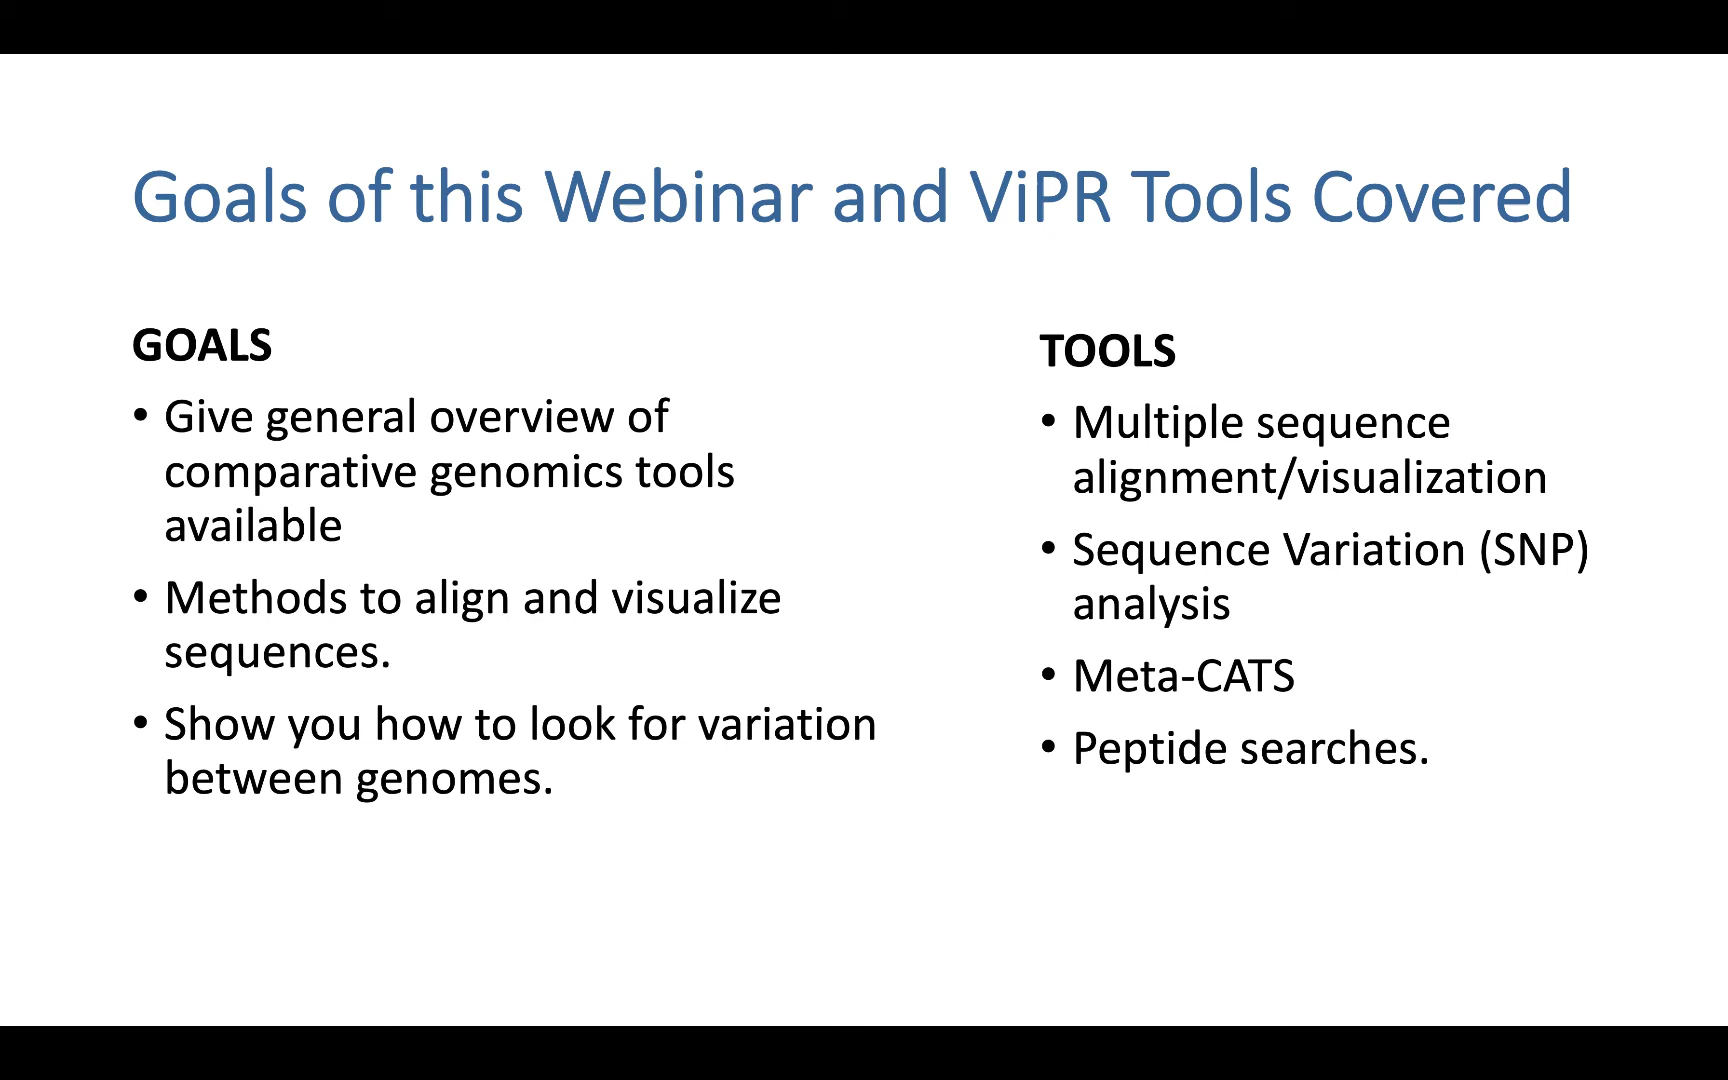 Goals of this Webinar and ViPR Tools Covered
GOALS
• Give general overview of
comparative genomics tools
available
• Methods to align and visualize
sequences.
• Show you how to look for variation
between genomes.
TOOLS
• Multiple sequence
alignment/visualization
• Sequence Variation (SNP)
analysis
• Meta-CATS
• Peptide searches.